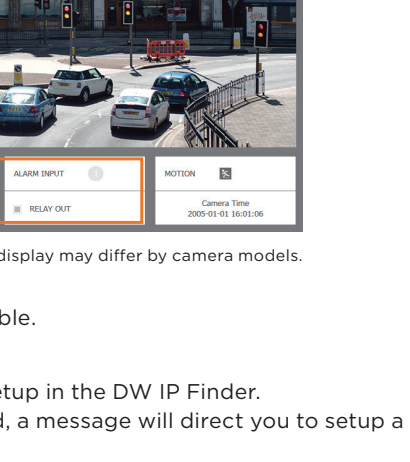 ALARM INPUT 1
MOTION
RELAY OUT
Camera Time
2005-01-01 16:01:06
display may differ by camera models.
ble.
etup in the DW IP Finder.
d, a message will direct you to setup a